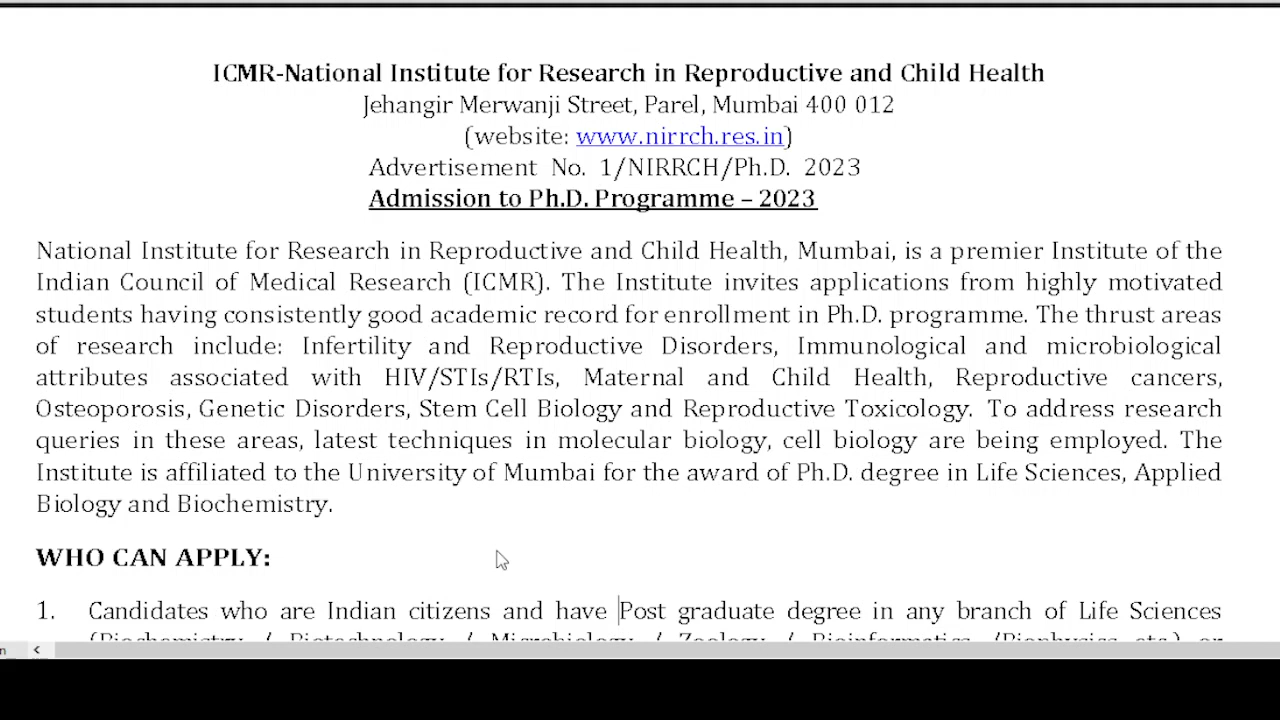 ICMR-National Institute for Research in Reproductive and Child Health
Jehangir Merwanji Street, Parel, Mumbai 400 012
(website: www.nirrch.res.in)
Advertisement No. 1/NIRRCH/Ph.D. 2023
Admission to Ph.D. Programme – 2023
National Institute for Research in Reproductive and Child Health, Mumbai, is a premier Institute of the
Indian Council of Medical Research (ICMR). The Institute invites applications from highly motivated
students having consistently good academic record for enrollment in Ph.D. programme. The thrust areas
of research include: Infertility and Reproductive Disorders, Immunological and microbiological
attributes associated with HIV/STIs/RTIs, Maternal and Child Health, Reproductive cancers,
Osteoporosis, Genetic Disorders, Stem Cell Biology and Reproductive Toxicology. To address research
queries in these areas, latest techniques in molecular biology, cell biology are being employed. The
Institute is affiliated to the University of Mumbai for the award of Ph.D. degree in Life Sciences, Applied
Biology and Biochemistry.
WHO CAN APPLY:
1. Candidates who are Indian citizens and have Post graduate degree in any branch of Life Sciences
(Biochemistry / Biotechnology / Microbiology / Zoology / Bioinformatics /Biophysics etc.) or